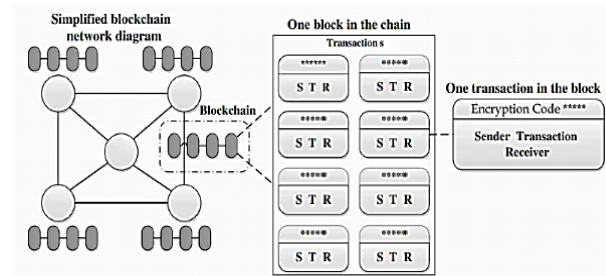 Simplified blockchain
network diagram
Blockchain
One block in the chain
Transactions
****** *****
S T R S T R
***** *****
S T R S T R
***** *****
S T R S T R
***** *****
S T R S T R
One transaction in the block
Encryption Code *****
Sender Transaction
Receiver